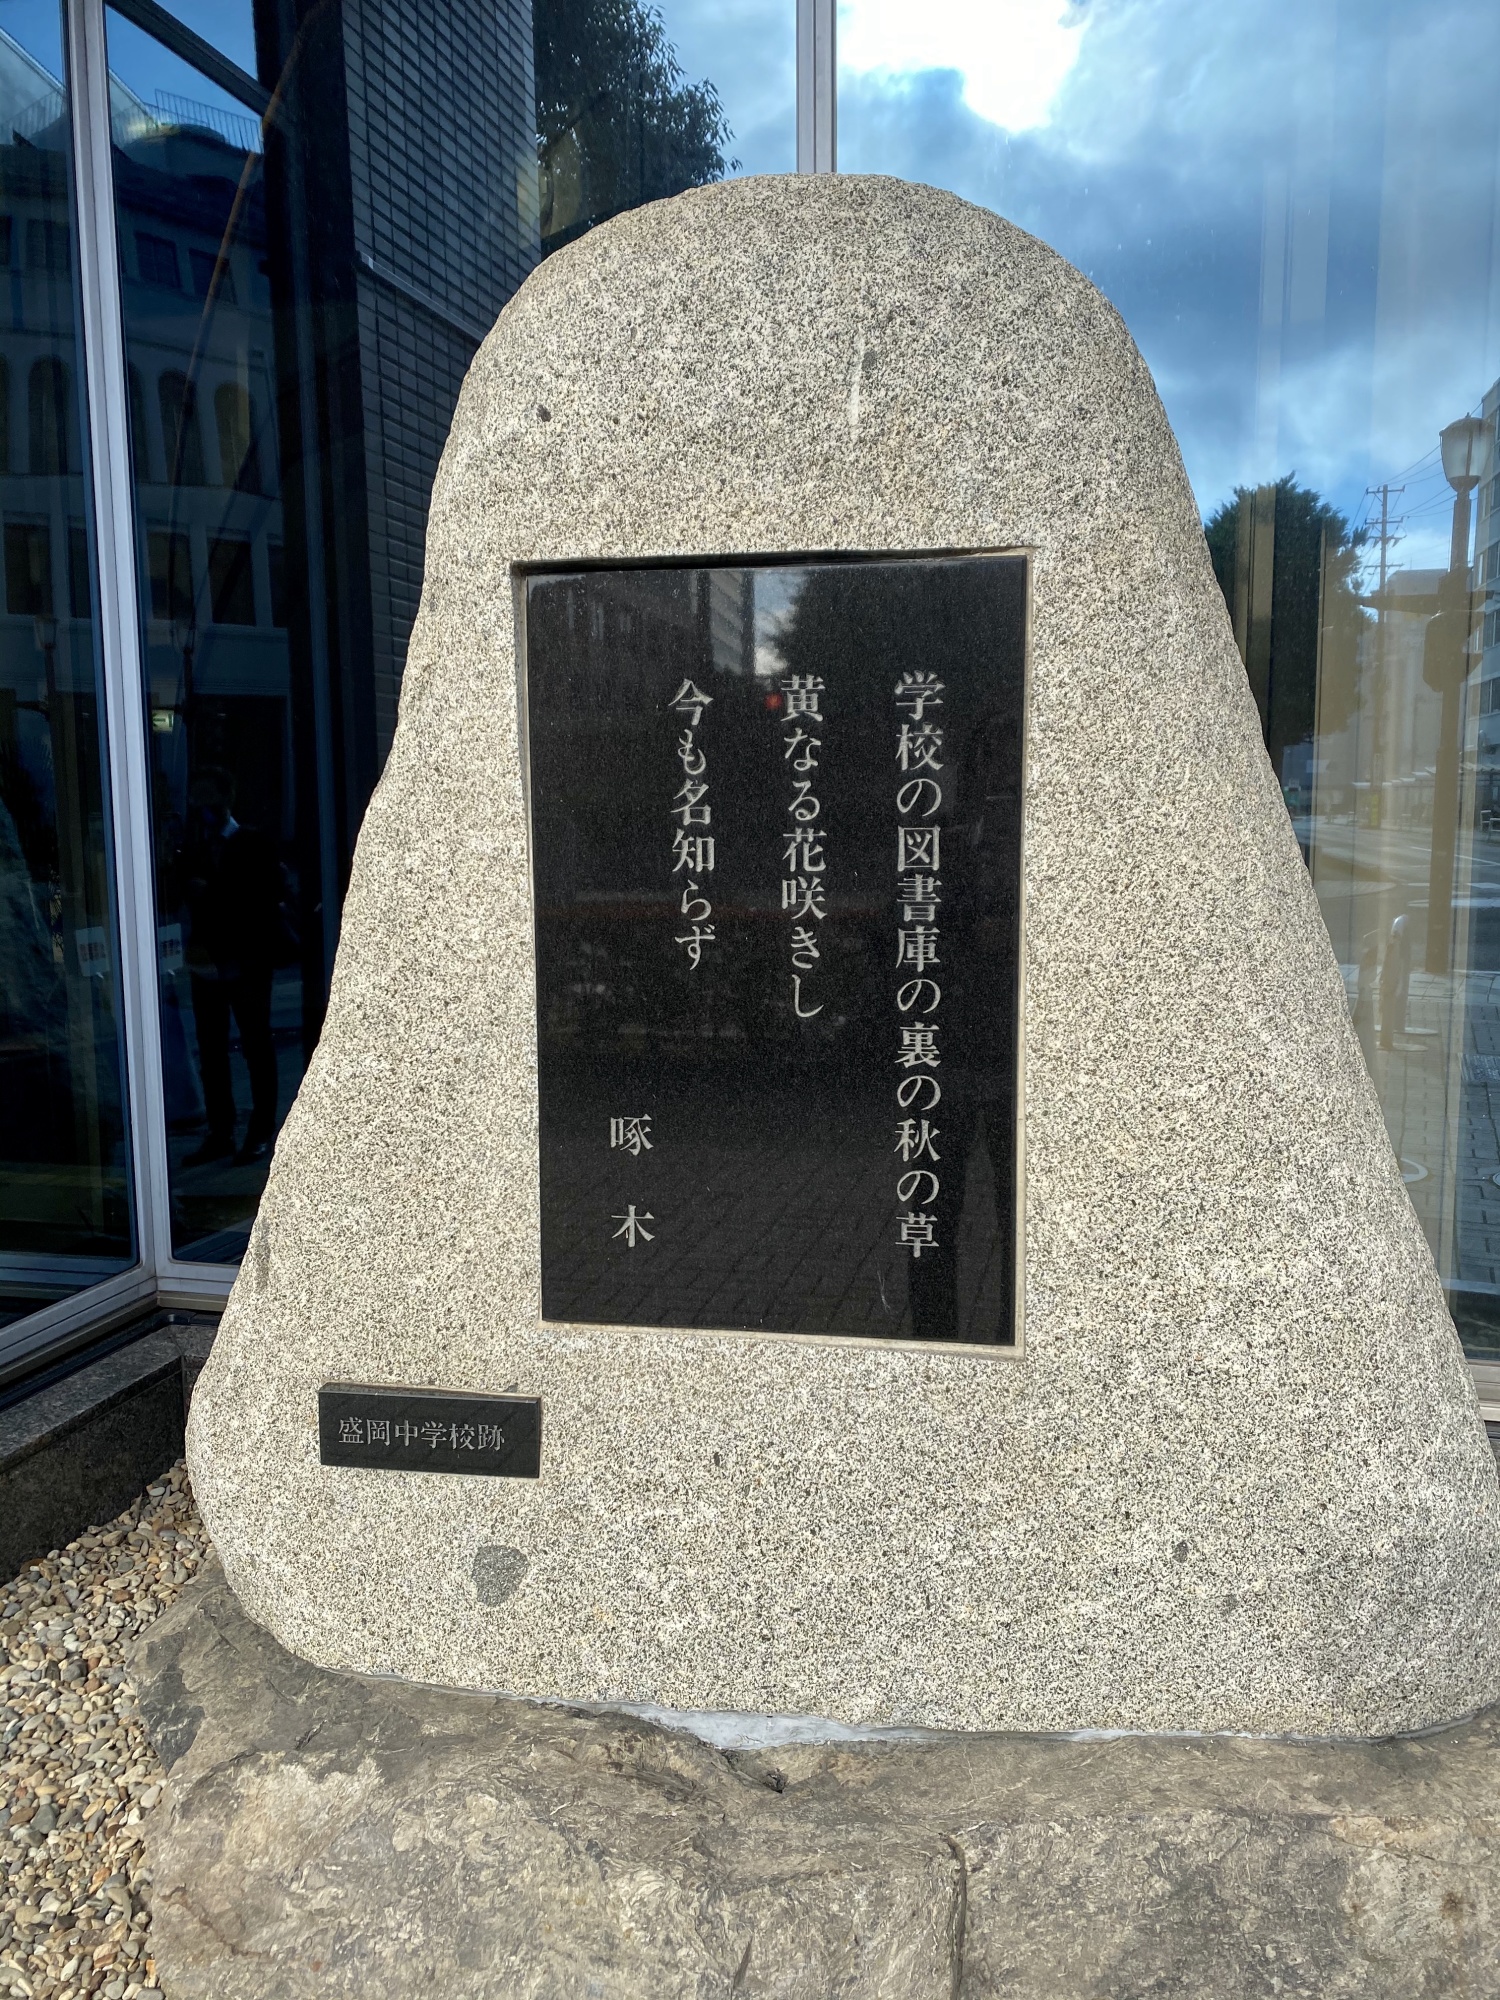 学校の図書庫の裏の秋の草
黄なる花咲きし
今も名知らず
啄木
盛岡中学校跡